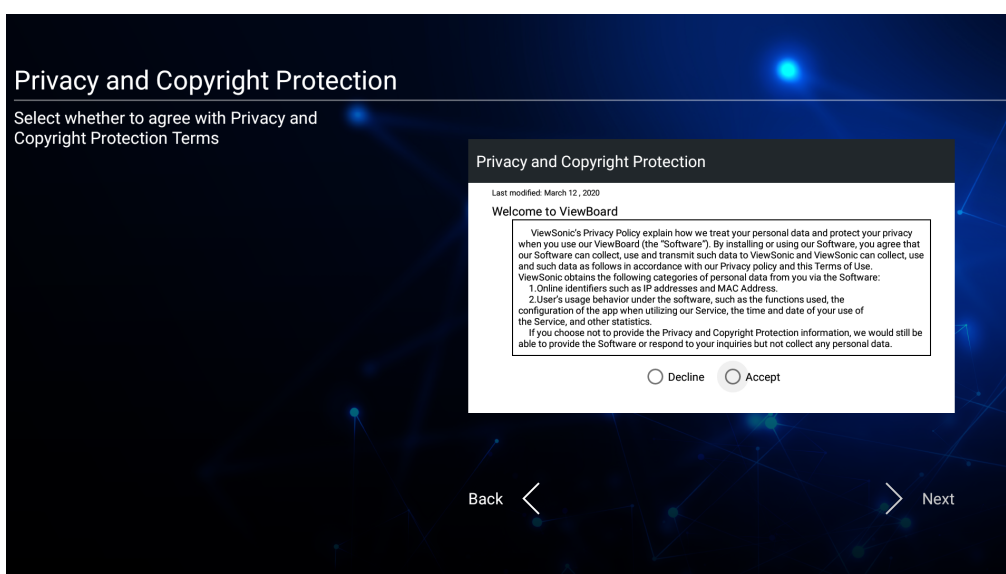 Privacy and Copyright Protection
Select whether to agree with Privacy and
Copyright Protection Terms
Privacy and Copyright Protection
Last modified: March 12 , 2020
Welcome to ViewBoard
ViewSonic's Privacy Policy explain how we treat your personal data and protect your privacy
when you use our ViewBoard (the "Software"). By installing or using our Software, you agree that
our Software can collect, use and transmit such data to ViewSonic and ViewSonic can collect, use
and such data as follows in accordance with our Privacy policy and this Terms of Use.
ViewSonic obtains the following categories of personal data from you via the Software:
1.Online identifiers such as IP addresses and MAC Address.
2.User's usage behavior under the software, such as the functions used, the
configuration of the app when utilizing our Service, the time and date of your use of
the Service, and other statistics.
If you choose not to provide the Privacy and Copyright Protection information, we would still be
able to provide the Software or respond to your inquiries but not collect any personal data.
Decline Accept
Back Next